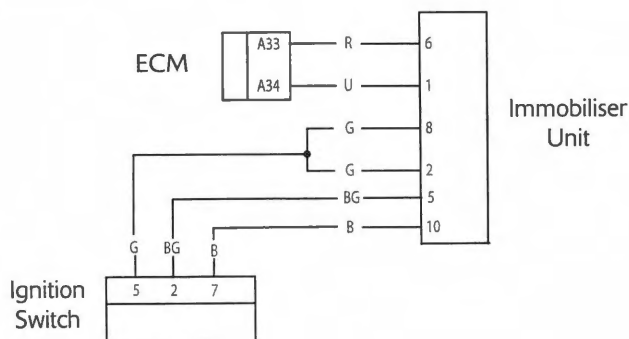 ECM
A33
R
6
A34
U
1
Immobiliser
Unit
G
8
G
2
BG
5
B
10
G
BG
B
5
2
7
Ignition
Switch